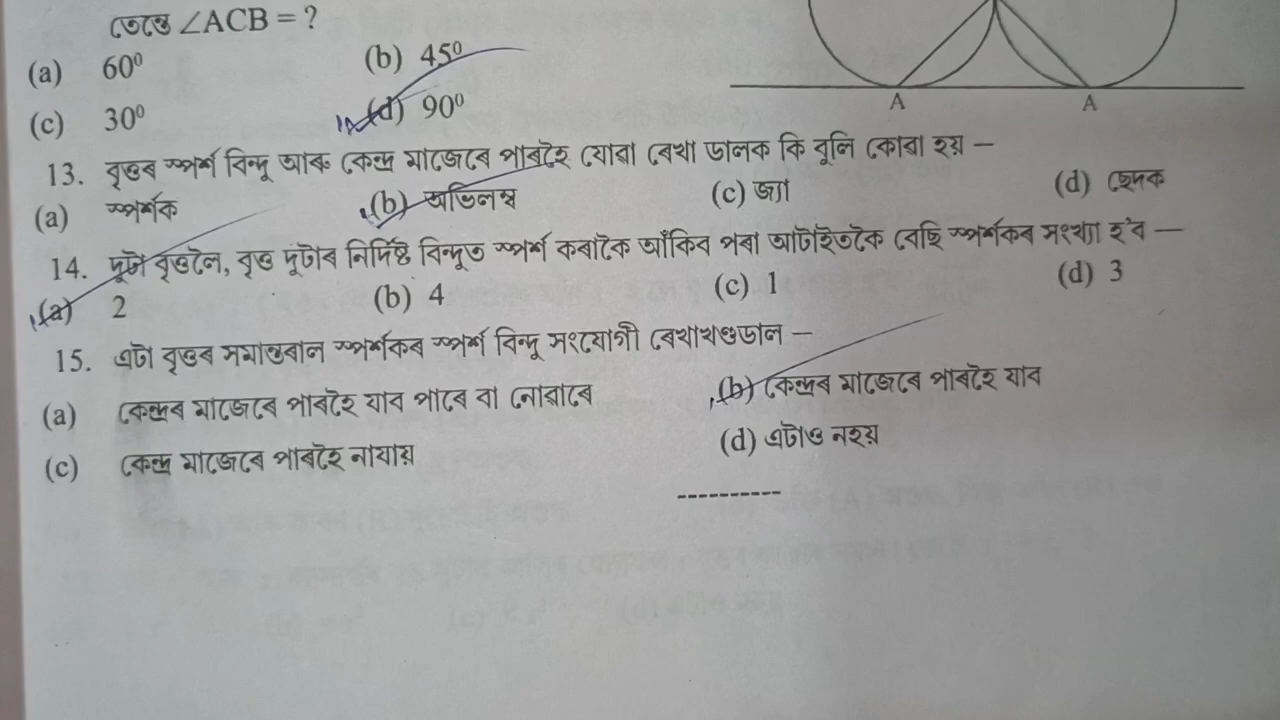 তেন্তে ∠ACB = ?
(a) 60⁰ (b) 45⁰
(c) 30⁰ (d) 90⁰
A A
13. বৃত্তৰ স্পৰ্শ বিন্দু আৰু কেন্দ্ৰ মাজেৰে পাৰহৈ যোৱা ৰেখা ডালক কি বুলি কোৱা হয় –
(a) স্পৰ্শক (b) অভিলম্ব (c) জ্যা (d) ছেদক
14. দুটা বৃত্তলৈ, বৃত্ত দুটাৰ নিৰ্দিষ্ট বিন্দুত স্পৰ্শ কৰাকৈ আঁকিব পৰা আটাইতকৈ বেছি স্পৰ্শকৰ সংখ্যা হ'ব —
(a) 2 (b) 4 (c) 1 (d) 3
15. এটা বৃত্তৰ সমান্তৰাল স্পৰ্শকৰ স্পৰ্শ বিন্দু সংযোগী ৰেখাখণ্ডডাল –
(a) কেন্দ্ৰৰ মাজেৰে পাৰহৈ যাব পাৰে বা নোৱাৰে (b) কেন্দ্ৰৰ মাজেৰে পাৰহৈ যাব
(c) কেন্দ্ৰ মাজেৰে পাৰহৈ নাযায় (d) এটাও নহয়
----------